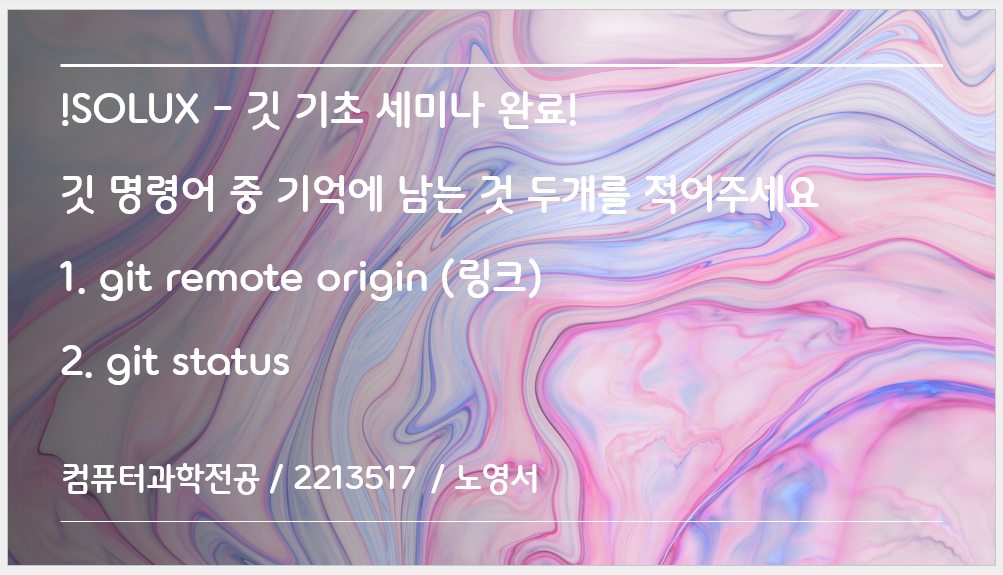 !SOLUX - 깃 기초 세미나 완료!
깃 명령어 중 기억에 남는 것 두개를 적어주세요
1. git remote origin (링크)
2. git status
컴퓨터과학전공 / 2213517 / 노영서